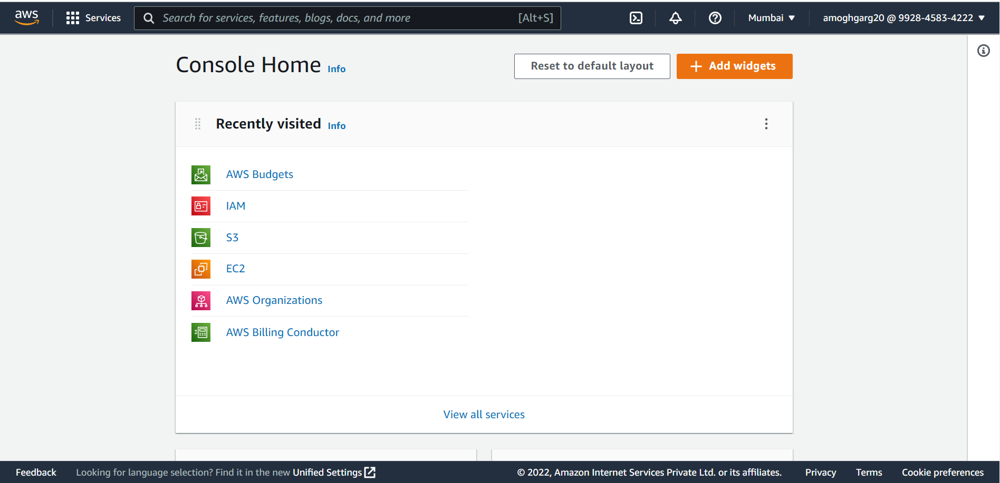 aws Services Search for services, features, blogs, docs, and more [Alt+S] Mumbai amoghgarg20 @ 9928-4583-4222
Console Home Info Reset to default layout Add widgets
Recently visited Info
AWS Budgets
IAM
S3
EC2
AWS Organizations
AWS Billing Conductor
View all services
Feedback Looking for language selection? Find it in the new Unified Settings © 2022, Amazon Internet Services Private Ltd. or its affiliates. Privacy Terms Cookie preferences